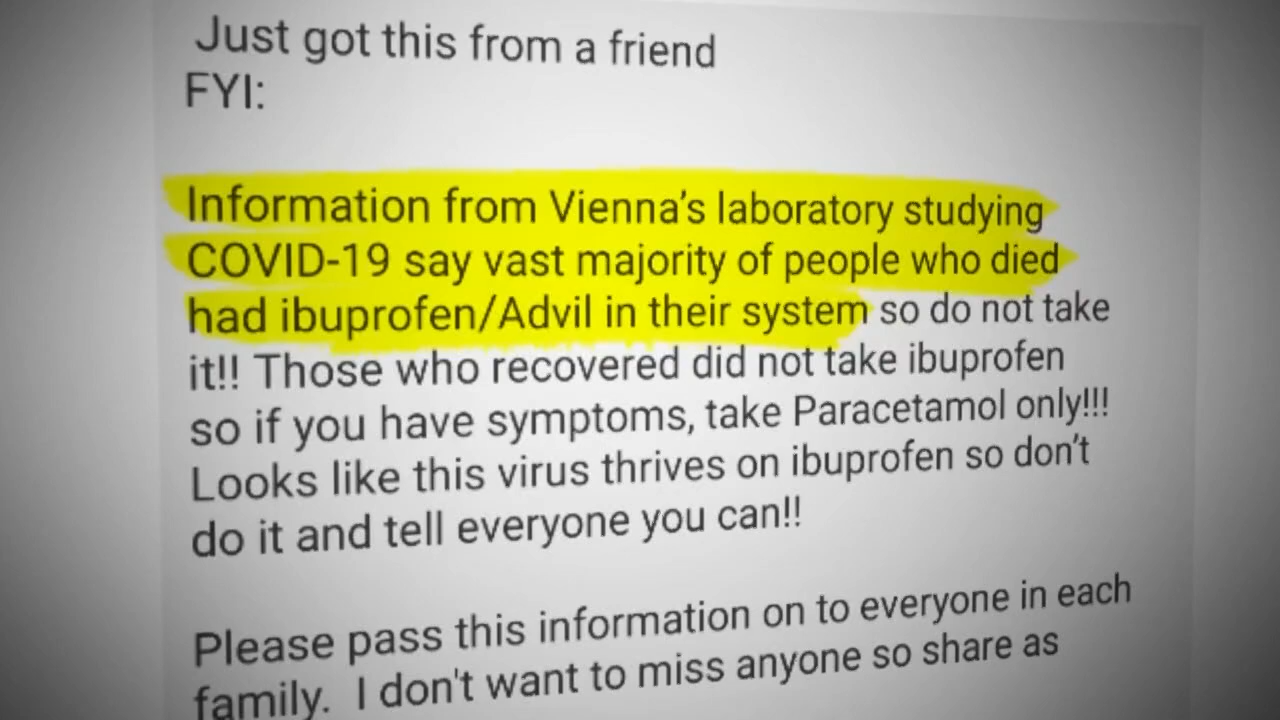 Just got this from a friend
FYI:
Information from Vienna's laboratory studying
COVID-19 say vast majority of people who died
had ibuprofen/Advil in their system so do not take
it!! Those who recovered did not take ibuprofen
so if you have symptoms, take Paracetamol only!!!
Looks like this virus thrives on ibuprofen so don't
do it and tell everyone you can!!
Please pass this information on to everyone in each
family. I don't want to miss anyone so share as